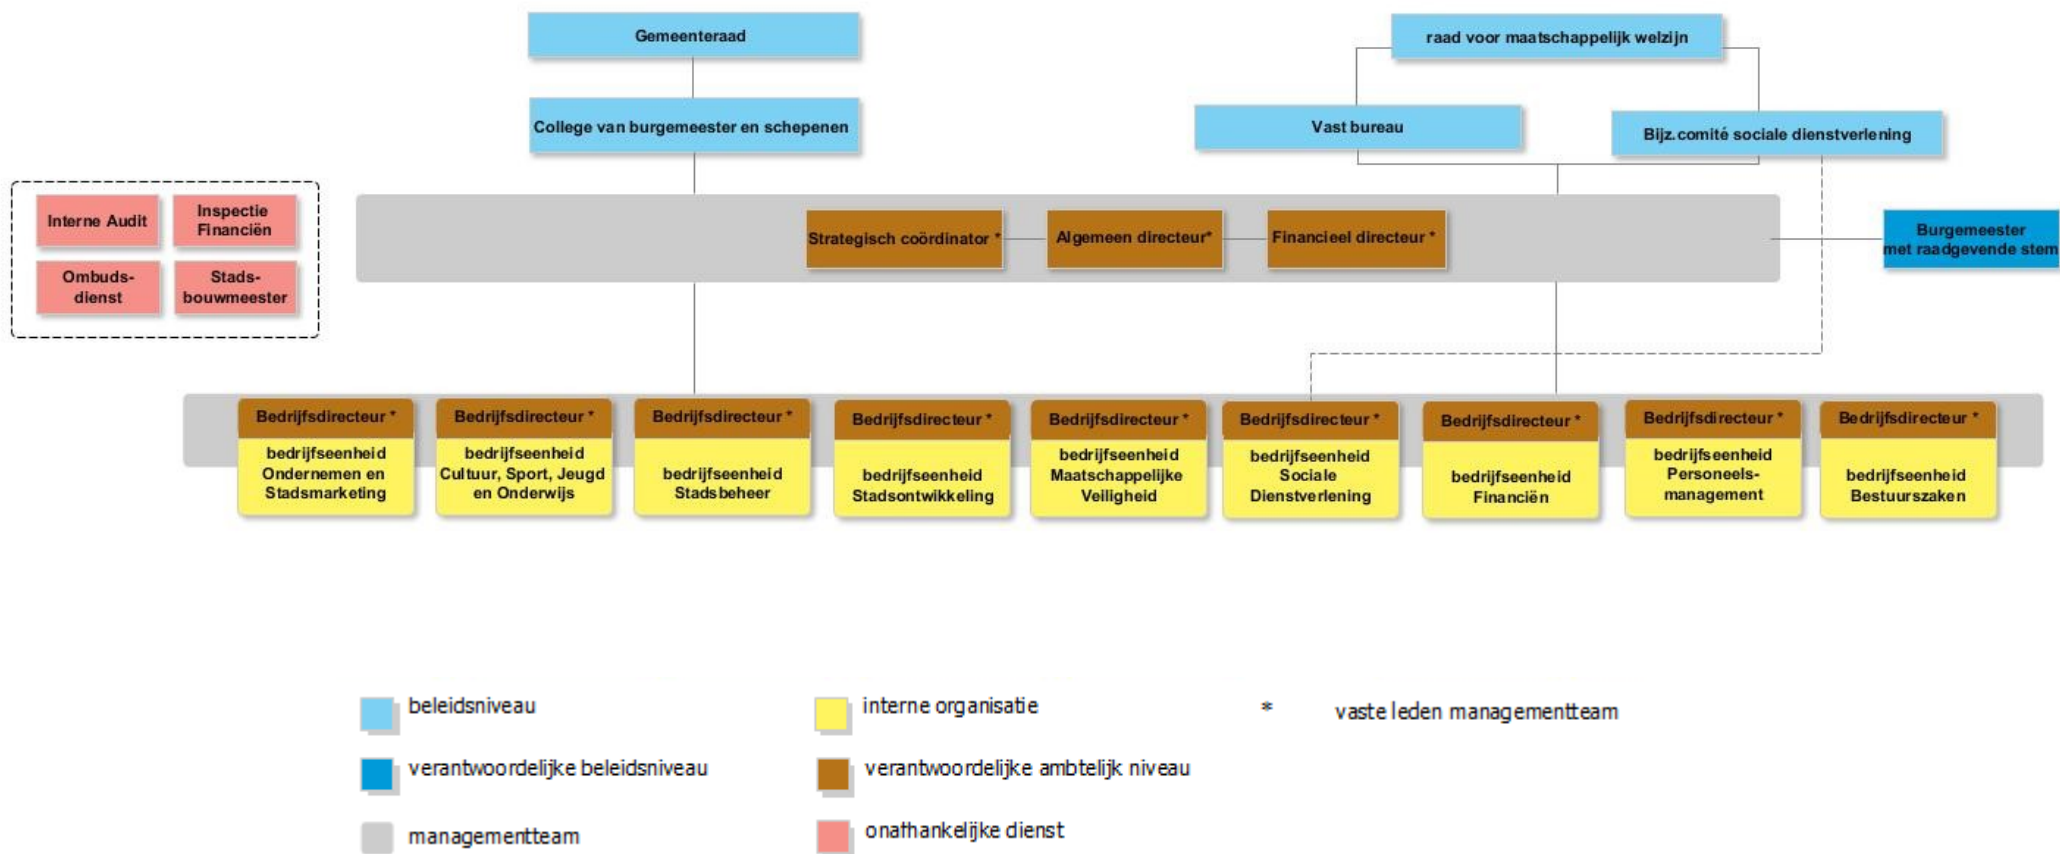 Gemeenteraad
raad voor maatschappelijk welzijn
College van burgemeester en schepenen
Vast bureau
Bijz.comité sociale dienstverlening
Interne Audit
Inspectie
Financiën
Ombuds-
dienst
Stads-
bouwmeester
Strategisch coördinator *
Algemeen directeur*
Financieel directeur *
Burgemeester
met raadgevende stem
Bedrijfsdirecteur *
bedrijfseenheid
Ondernemen en
Stadsmarketing
Bedrijfsdirecteur *
bedrijfseenheid
Cultuur, Sport, Jeugd
en Onderwijs
Bedrijfsdirecteur *
bedrijfseenheid
Stadsbeheer
Bedrijfsdirecteur *
bedrijfseenheid
Stadsontwikkeling
Bedrijfsdirecteur *
bedrijfseenheid
Maatschappelijke
Veiligheid
Bedrijfsdirecteur *
bedrijfseenheid
Sociale
Dienstverlening
Bedrijfsdirecteur *
bedrijfseenheid
Financiën
Bedrijfsdirecteur *
bedrijfseenheid
Personeels-
management
Bedrijfsdirecteur *
bedrijfseenheid
Bestuurszaken
beleidsniveau
verantwoordelijke beleidsniveau
managementteam
interne organisatie
verantwoordelijke ambtelijk niveau
onafhankelijke dienst
* vaste leden managementteam